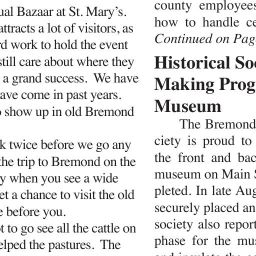 ual Bazaar at St. Mary's.
attracts a lot of visitors, as
rd work to hold the event
still care about where they
a grand success. We have
ave come in past years.
show up in old Bremond
k twice before we go any
the trip to Bremond on the
y when you see a wide
et a chance to visit the old
e before you.
t to go see all the cattle on
elped the pastures. The
county employees
how to handle ce
Continued on Pag
Historical Soc
Making Prog
Museum
The Bremond
ciety is proud to
the front and bac
museum on Main S
pleted. In late Aug
securely placed an
society also report
phase for the mus